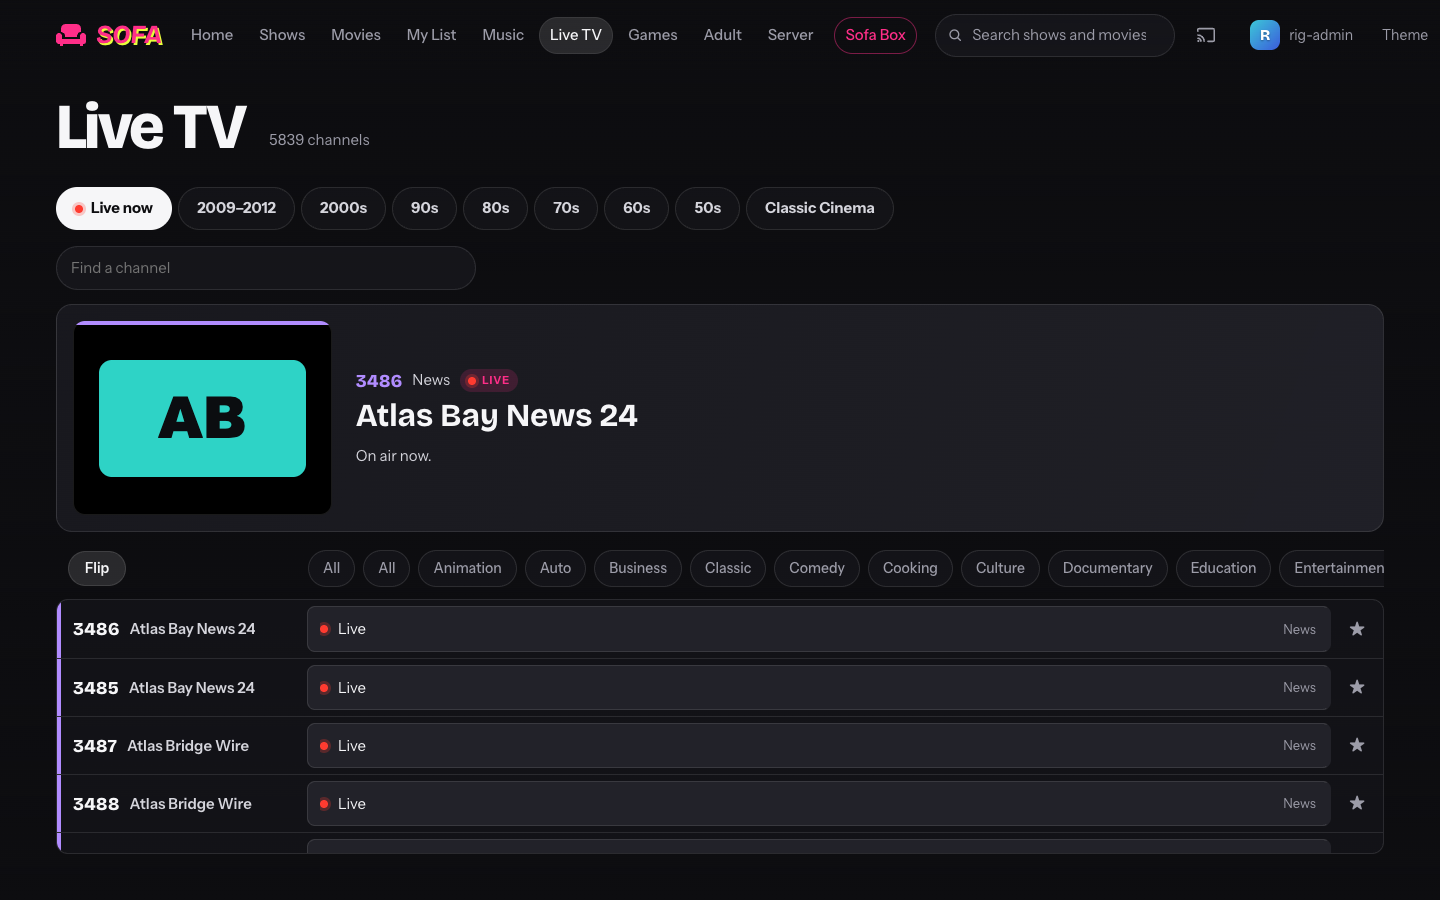 SOFA Home Shows Movies My List Music Live TV Games Adult Server Sofa Box Search shows and movies R rig-admin Theme
Live TV 5839 channels
Live now 2009–2012 2000s 90s 80s 70s 60s 50s Classic Cinema
Find a channel
AB
3486 News LIVE
Atlas Bay News 24
On air now.
Flip All All Animation Auto Business Classic Comedy Cooking Culture Documentary Education Entertainmen
3486 Atlas Bay News 24 Live News
3485 Atlas Bay News 24 Live News
3487 Atlas Bridge Wire Live News
3488 Atlas Bridge Wire Live News